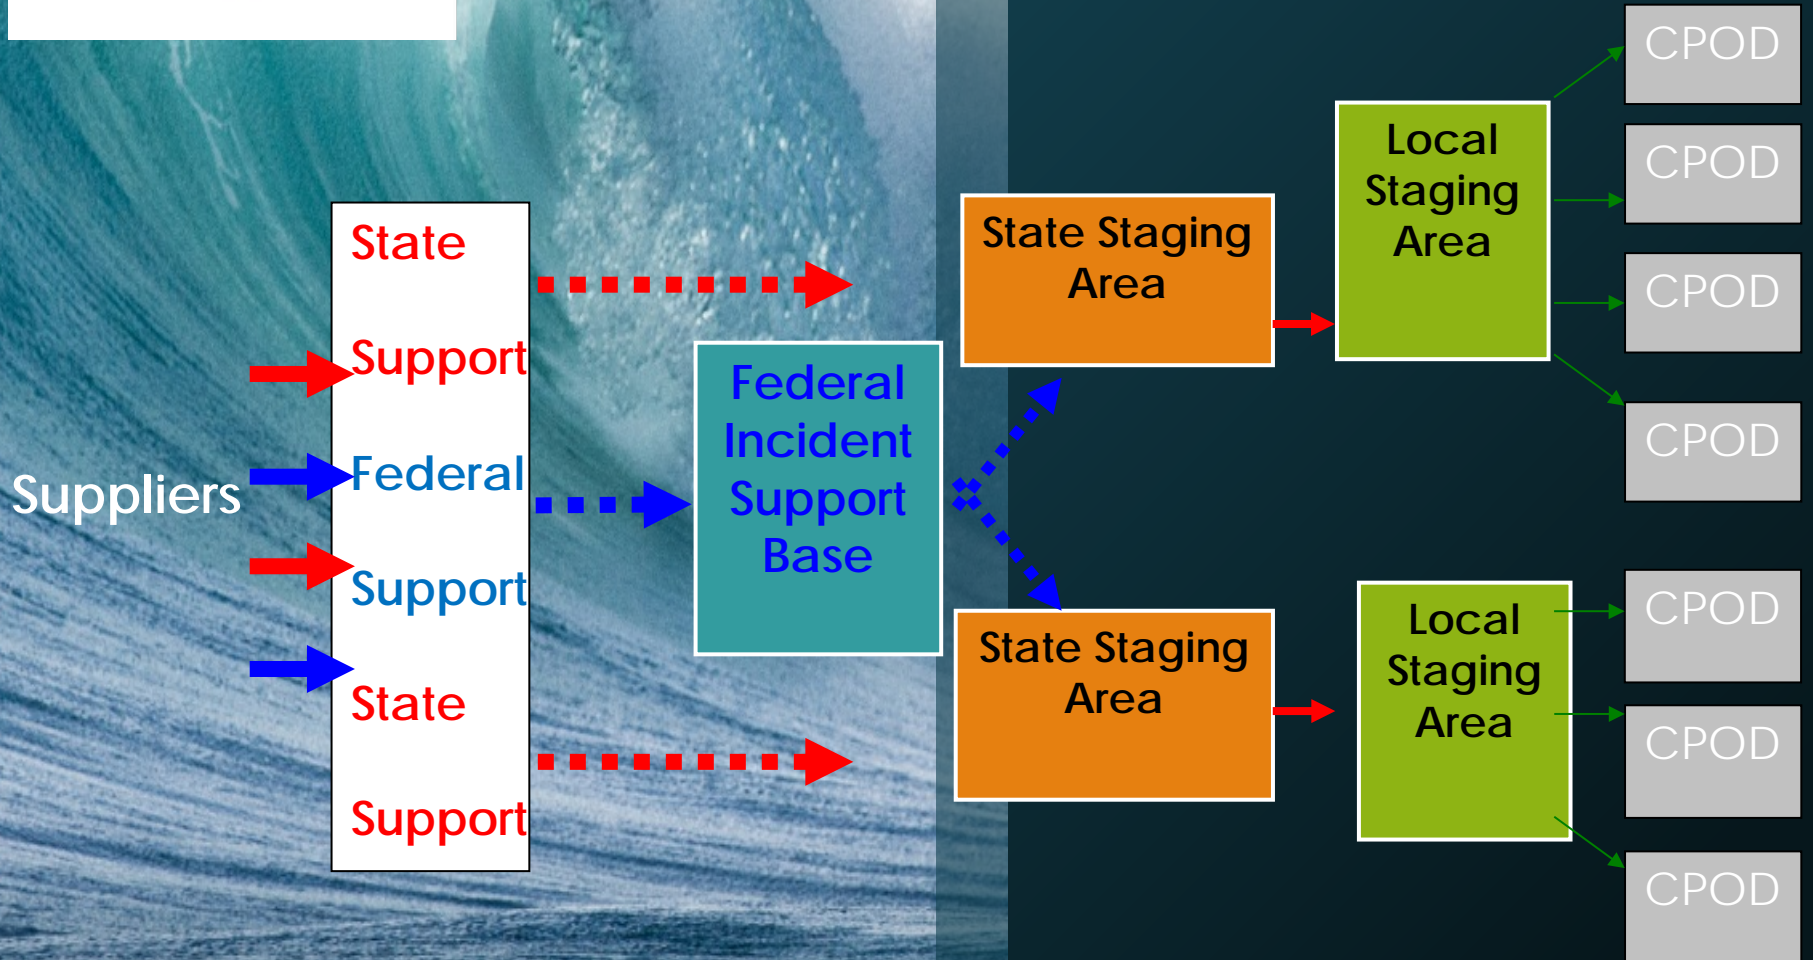 Suppliers
State
Support
Federal
Support
State
Support
Federal
Incident
Support
Base
State Staging
Area
State Staging
Area
Local
Staging
Area
Local
Staging
Area
CPOD
CPOD
CPOD
CPOD
CPOD
CPOD
CPOD